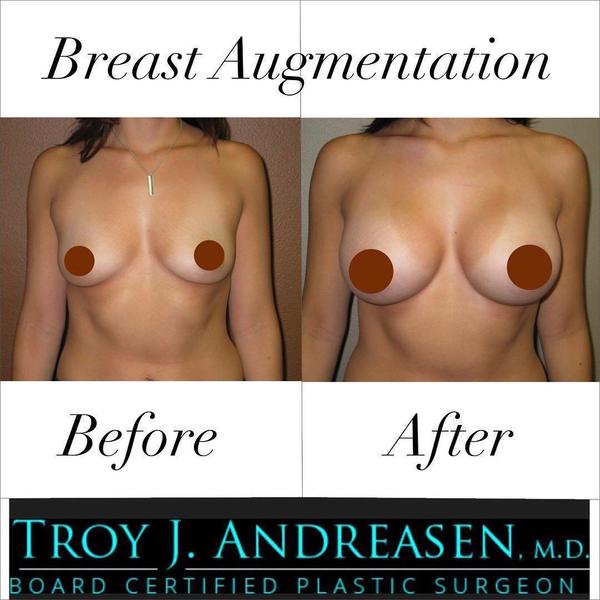 Breast Augmentation
Before
After
TROY J. ANDREASEN, M.D.
BOARD CERTIFIED PLASTIC SURGEON